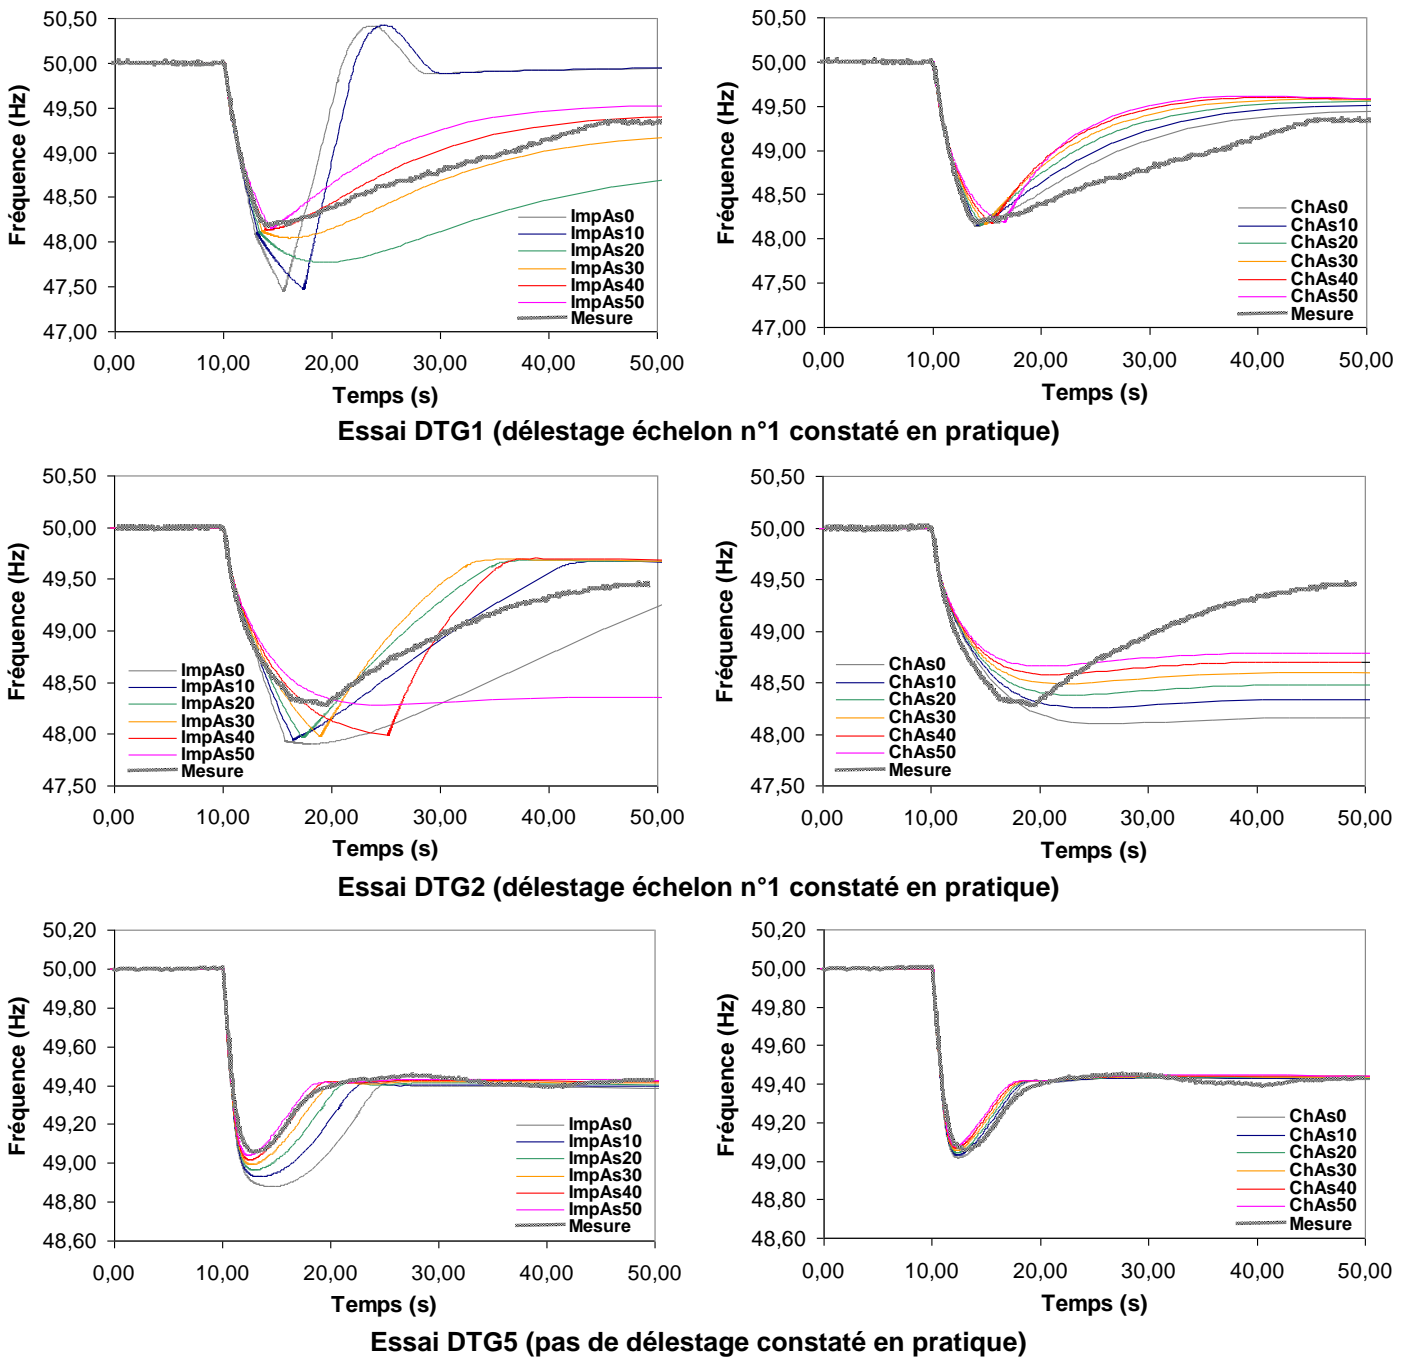 50,50
50,00
49,50
49,00
48,50
48,00
47,50
47,00
Fréquence (Hz)
ImpAs0
ImpAs10
ImpAs20
ImpAs30
ImpAs40
ImpAs50
Mesure
0,00 10,00 20,00 30,00 40,00 50,00
Temps (s)
50,50
50,00
49,50
49,00
48,50
48,00
47,50
47,00
Fréquence (Hz)
ChAs0
ChAs10
ChAs20
ChAs30
ChAs40
ChAs50
Mesure
0,00 10,00 20,00 30,00 40,00 50,00
Temps (s)
Essai DTG1 (délestage échelon n°1 constaté en pratique)
50,50
50,00
49,50
49,00
48,50
48,00
47,50
Fréquence (Hz)
ImpAs0
ImpAs10
ImpAs20
ImpAs30
ImpAs40
ImpAs50
Mesure
0,00 10,00 20,00 30,00 40,00 50,00
Temps (s)
50,50
50,00
49,50
49,00
48,50
48,00
47,50
Fréquence (Hz)
ChAs0
ChAs10
ChAs20
ChAs30
ChAs40
ChAs50
Mesure
0,00 10,00 20,00 30,00 40,00 50,00
Temps (s)
Essai DTG2 (délestage échelon n°1 constaté en pratique)
50,20
50,00
49,80
49,60
49,40
49,20
49,00
48,80
48,60
Fréquence (Hz)
ImpAs0
ImpAs10
ImpAs20
ImpAs30
ImpAs40
ImpAs50
Mesure
0,00 10,00 20,00 30,00 40,00 50,00
Temps (s)
50,20
50,00
49,80
49,60
49,40
49,20
49,00
48,80
48,60
Fréquence (Hz)
ChAs0
ChAs10
ChAs20
ChAs30
ChAs40
ChAs50
Mesure
0,00 10,00 20,00 30,00 40,00 50,00
Temps (s)
Essai DTG5 (pas de délestage constaté en pratique)